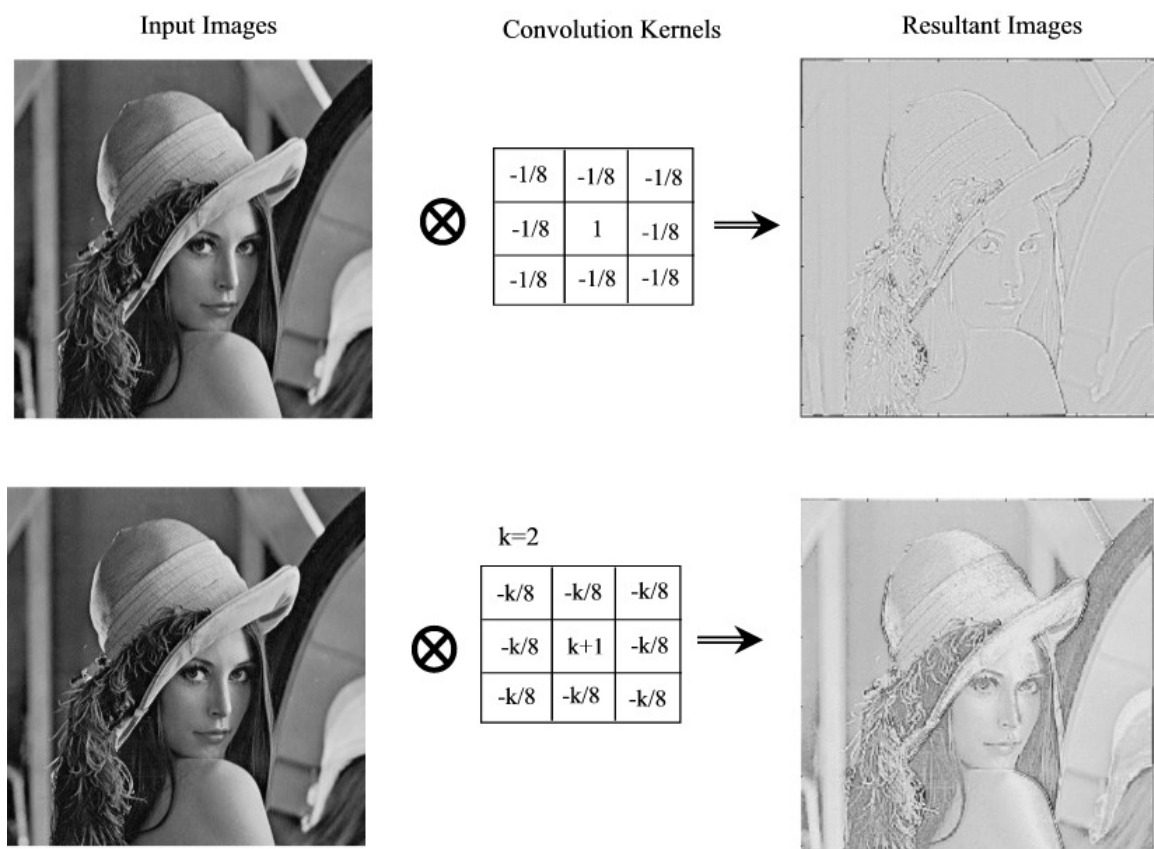 Input Images Convolution Kernels Resultant Images
-1/8 -1/8 -1/8
-1/8 1 -1/8
-1/8 -1/8 -1/8
k=2
-k/8 -k/8 -k/8
-k/8 k+1 -k/8
-k/8 -k/8 -k/8